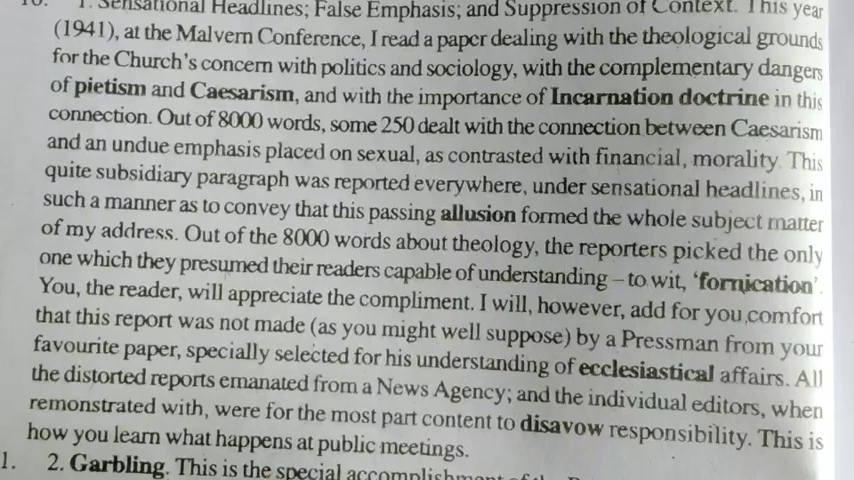 10. 1. Sensational Headlines; False Emphasis; and Suppression of Context. This year
(1941), at the Malvern Conference, I read a paper dealing with the theological grounds
for the Church's concern with politics and sociology, with the complementary dangers
of pietism and Caesarism, and with the importance of Incarnation doctrine in this
connection. Out of 8000 words, some 250 dealt with the connection between Caesarism
and an undue emphasis placed on sexual, as contrasted with financial, morality. This
quite subsidiary paragraph was reported everywhere, under sensational headlines, in
such a manner as to convey that this passing allusion formed the whole subject matter
of my address. Out of the 8000 words about theology, the reporters picked the only
one which they presumed their readers capable of understanding – to wit, ‘fornication’.
You, the reader, will appreciate the compliment. I will, however, add for you comfort
that this report was not made (as you might well suppose) by a Pressman from your
favourite paper, specially selected for his understanding of ecclesiastical affairs. All
the distorted reports emanated from a News Agency; and the individual editors, when
remonstrated with, were for the most part content to disavow responsibility. This is
how you learn what happens at public meetings.
1. 2. Garbling. This is the special accomplishment of the